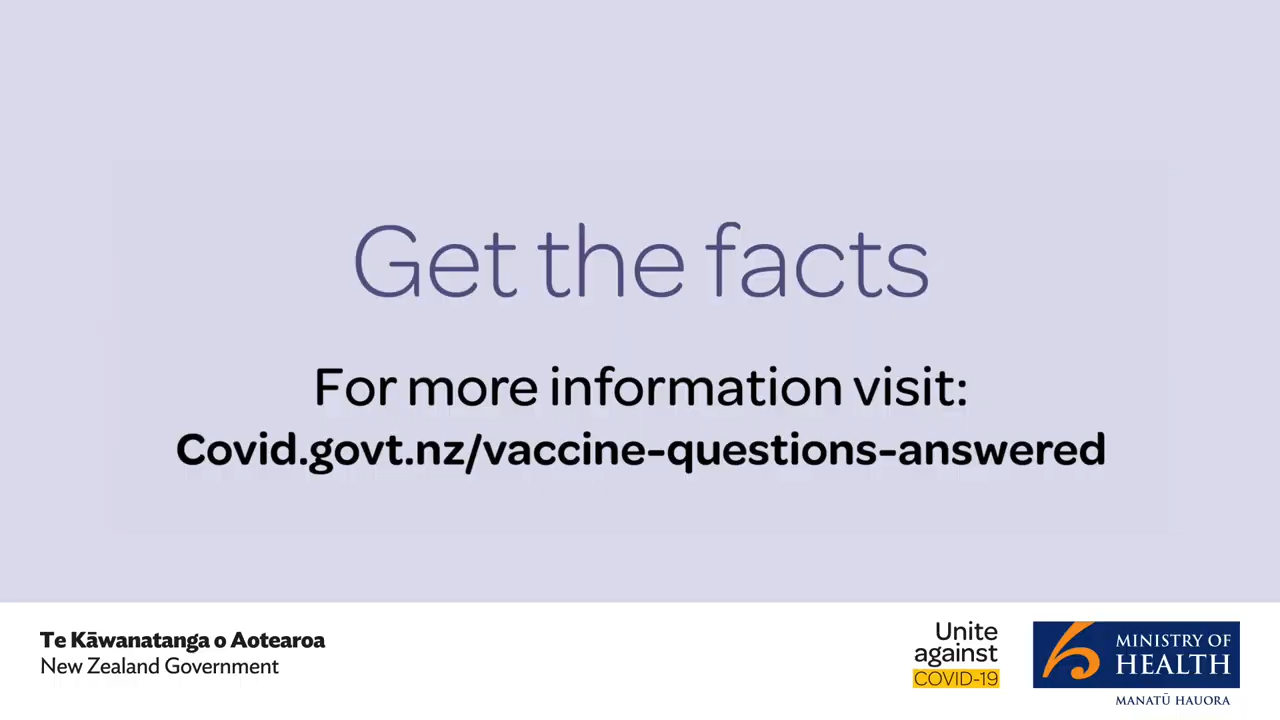 Get the facts
For more information visit:
Covid.govt.nz/vaccine-questions-answered
Te Kāwanatanga o Aotearoa
New Zealand Government
Unite
against
COVID-19
MINISTRY OF
HEALTH
MANATŪ HAUORA